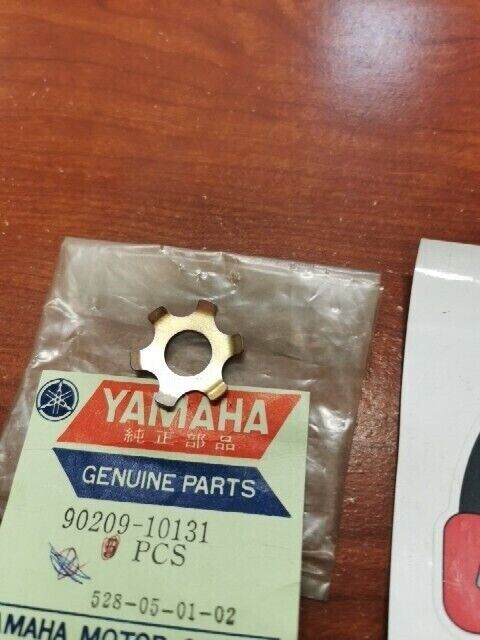 YAMAHA
純正部品
GENUINE PARTS
90209-10131
PCS
528-05-01-02
YAMAHA MOTOR